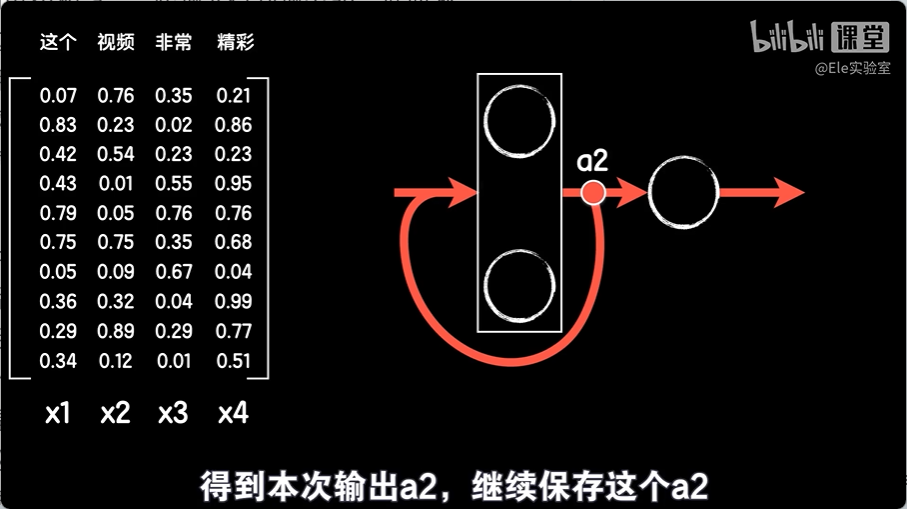 这个 视频 非常 精彩
bilibili 课堂
@Ele实验室
0.07 0.76 0.35 0.21
0.83 0.23 0.02 0.86
0.42 0.54 0.23 0.23
0.43 0.01 0.55 0.95
0.79 0.05 0.76 0.76
0.75 0.75 0.35 0.68
0.05 0.09 0.67 0.04
0.36 0.32 0.04 0.99
0.29 0.89 0.29 0.77
0.34 0.12 0.01 0.51
x1 x2 x3 x4
a2
得到本次输出a2，继续保存这个a2